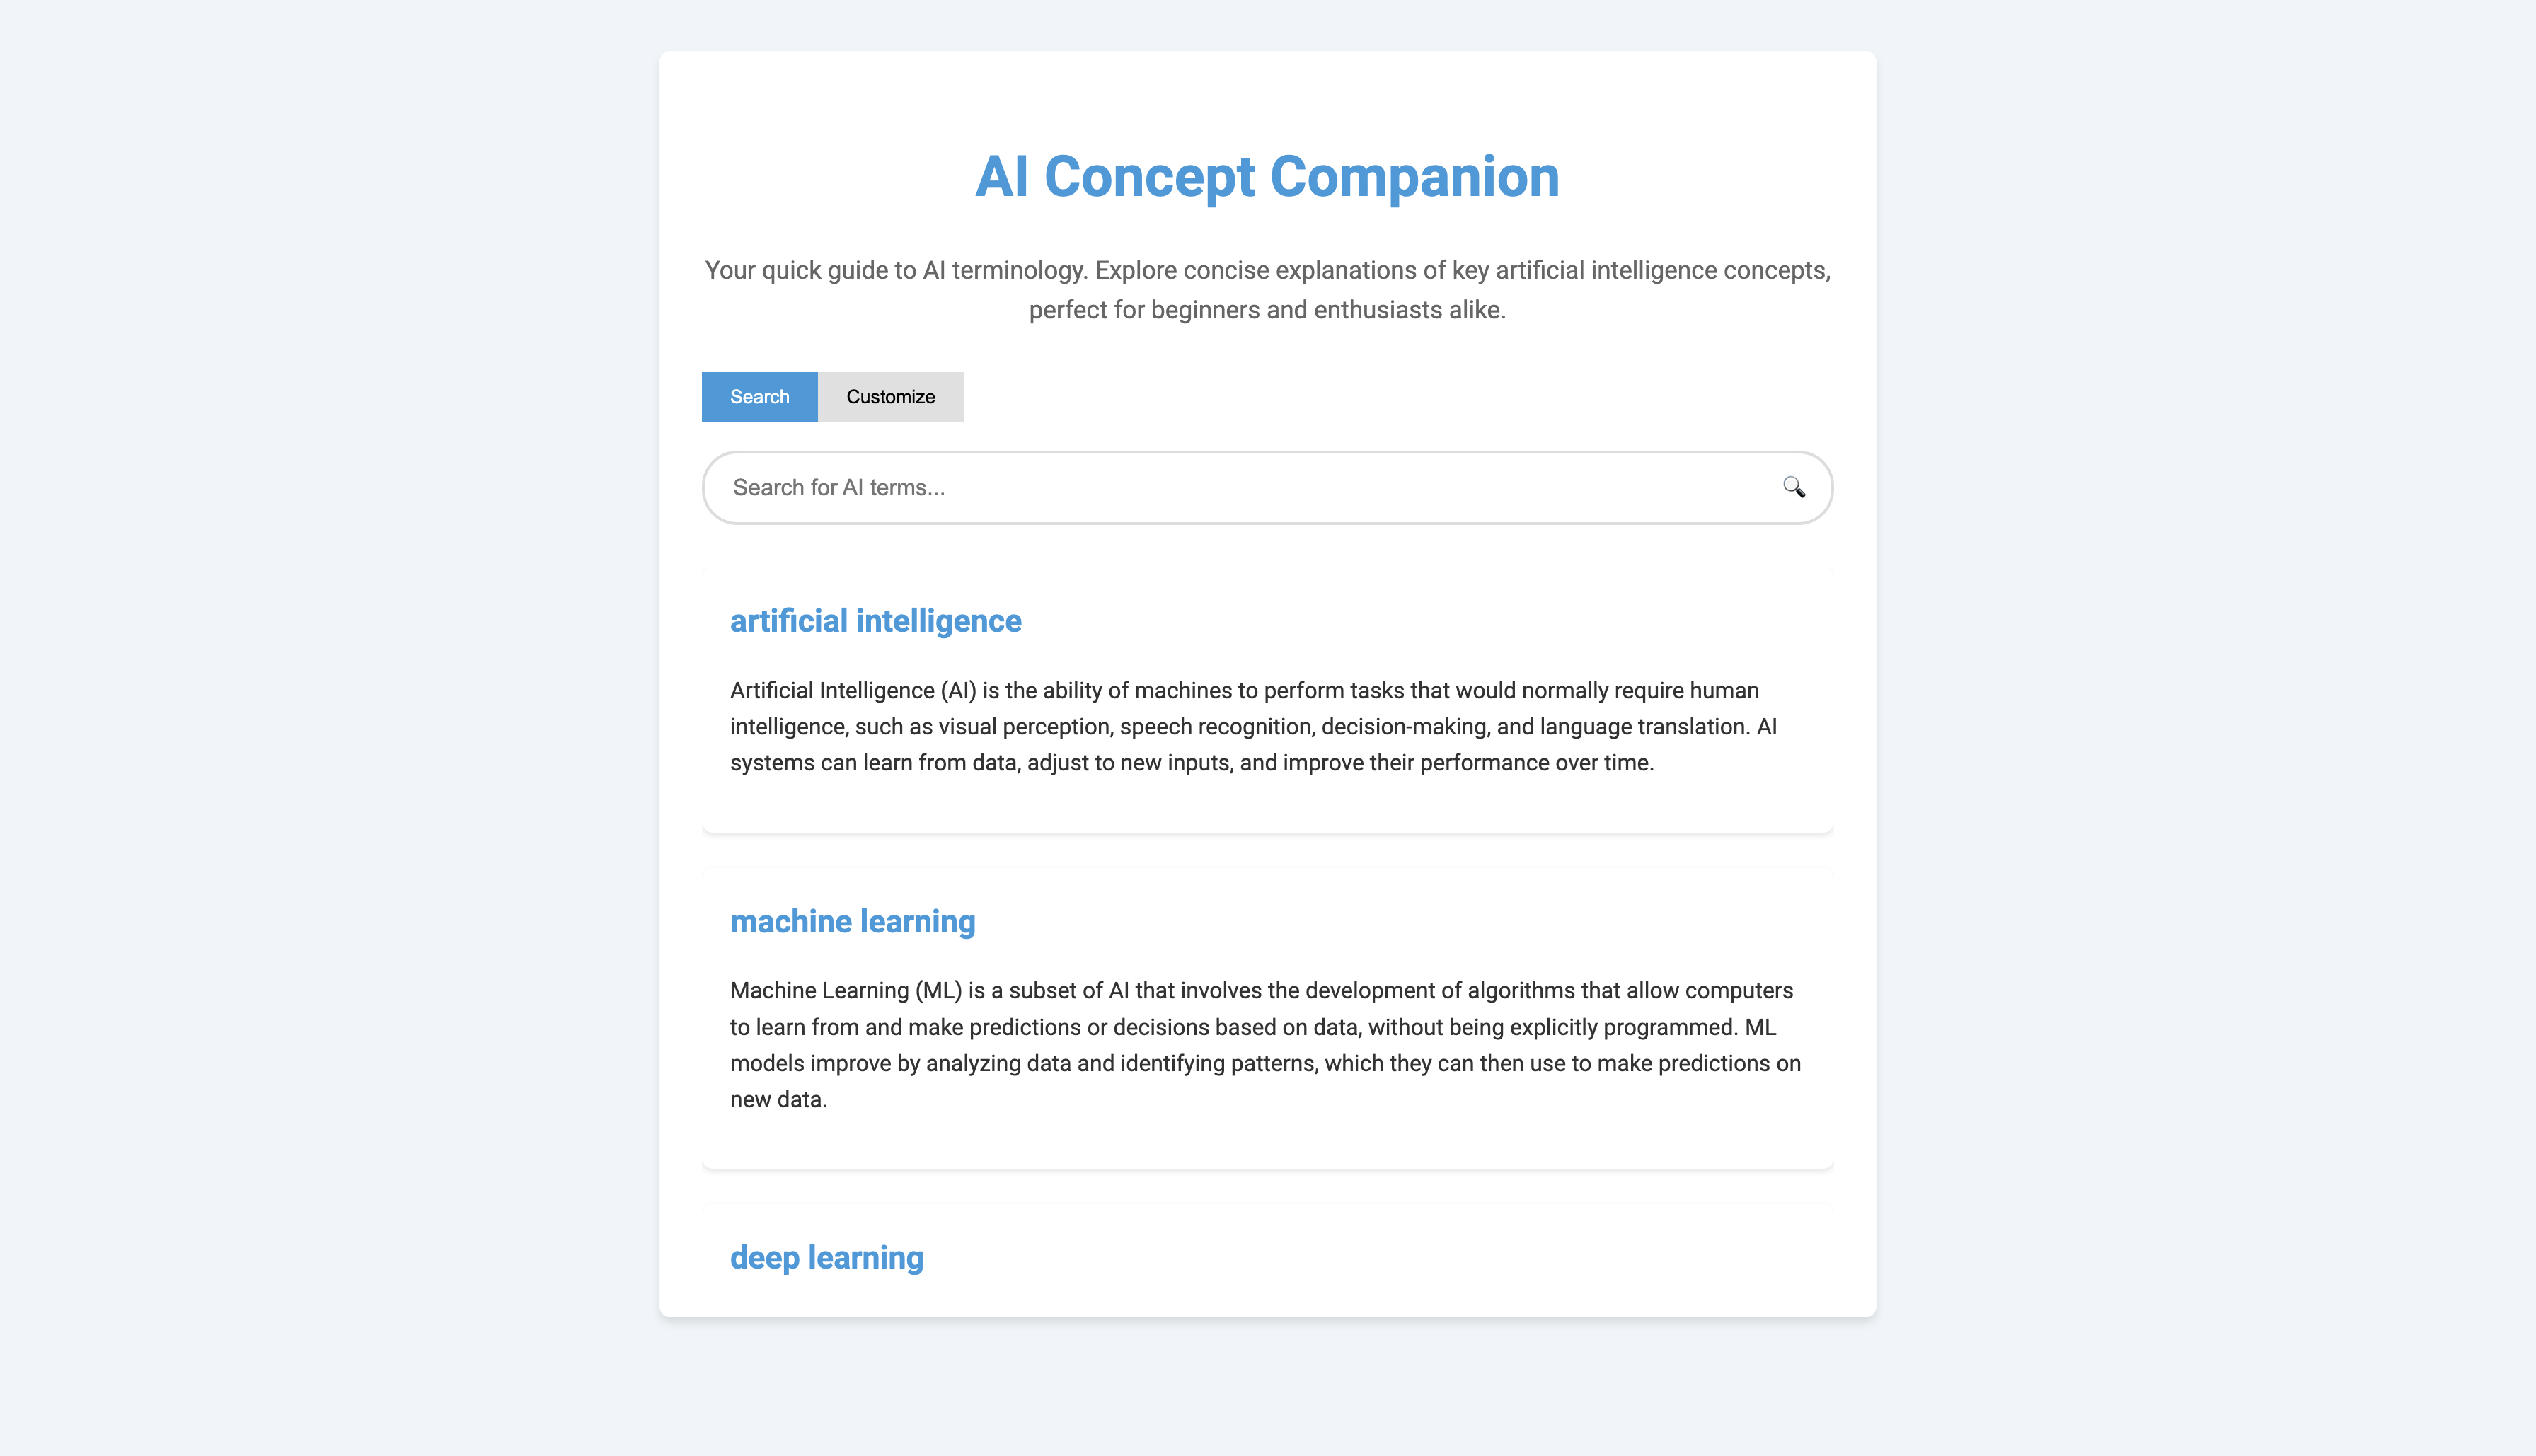 AI Concept Companion
Your quick guide to AI terminology. Explore concise explanations of key artificial intelligence concepts,
perfect for beginners and enthusiasts alike.
Search Customize
Search for AI terms...
artificial intelligence
Artificial Intelligence (AI) is the ability of machines to perform tasks that would normally require human
intelligence, such as visual perception, speech recognition, decision-making, and language translation. AI
systems can learn from data, adjust to new inputs, and improve their performance over time.
machine learning
Machine Learning (ML) is a subset of AI that involves the development of algorithms that allow computers
to learn from and make predictions or decisions based on data, without being explicitly programmed. ML
models improve by analyzing data and identifying patterns, which they can then use to make predictions on
new data.
deep learning